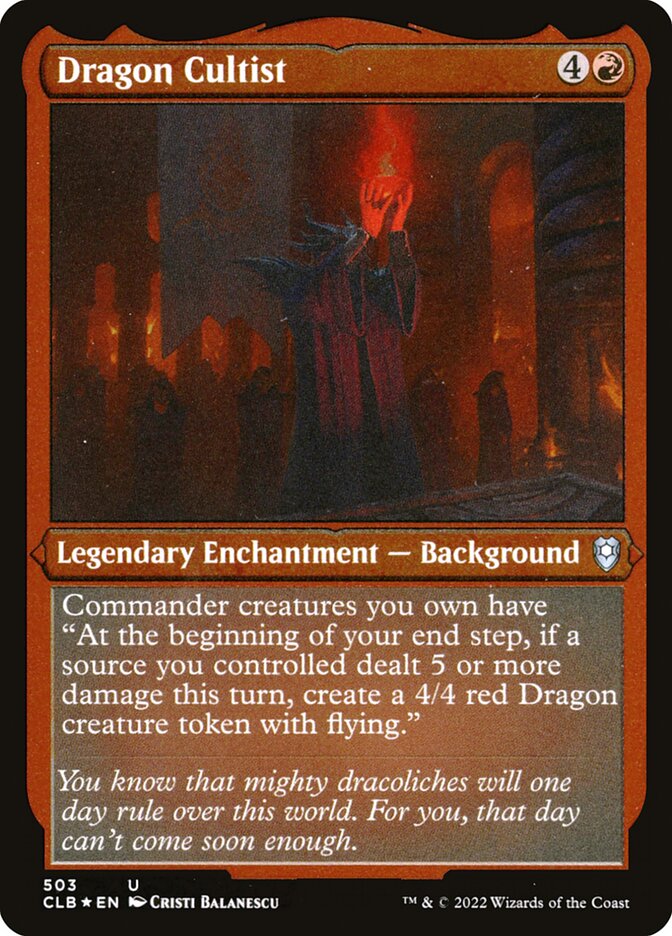 Dragon Cultist
4
Legendary Enchantment — Background
Commander creatures you own have
“At the beginning of your end step, if a
source you controlled dealt 5 or more
damage this turn, create a 4/4 red Dragon
creature token with flying.”
You know that mighty dracoliches will one
day rule over this world. For you, that day
can’t come soon enough.
503 U
CLB★EN Cristi Balanescu
™ & © 2022 Wizards of the Coast